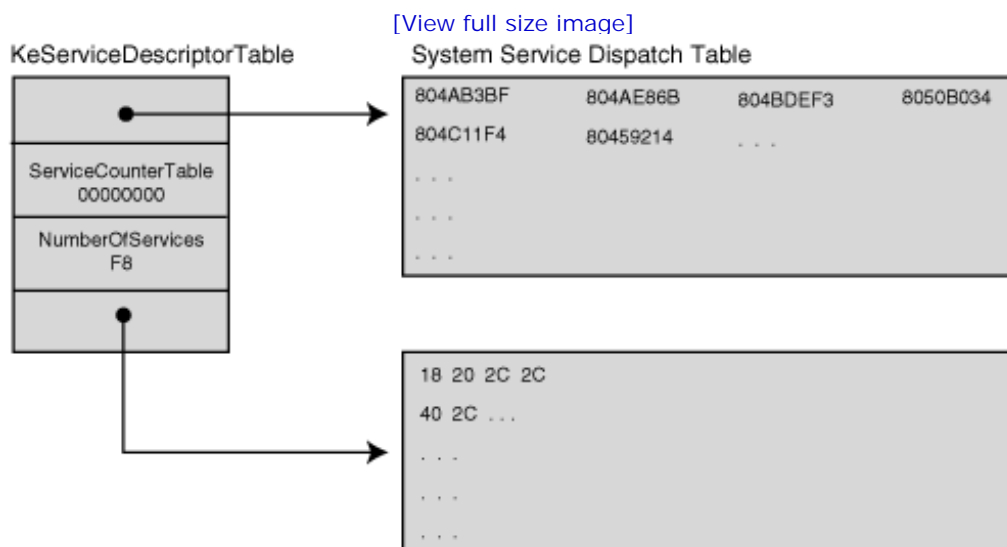 [View full size image]
KeServiceDescriptorTable
System Service Dispatch Table
ServiceCounterTable
00000000
NumberOfServices
F8
804AB3BF 804AE86B 804BDEF3 8050B034
804C11F4 80459214 . . .
. . .
. . .
. . .
18 20 2C 2C
40 2C ...
. . .
. . .
. . .